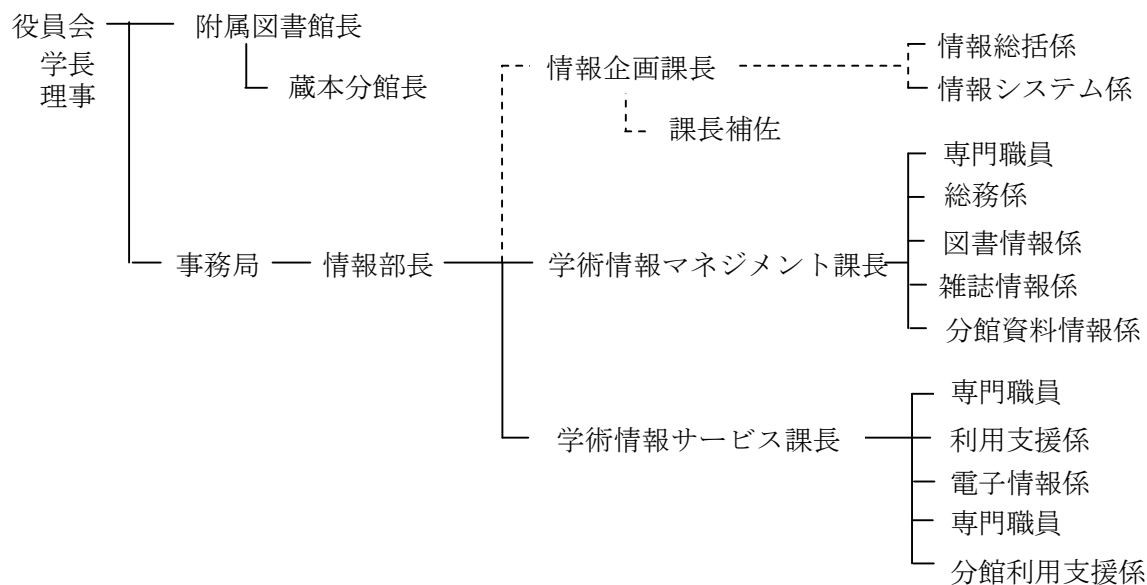 役員会
学長
理事
附属図書館長
蔵本分館長
事務局
情報部長
情報企画課長
課長補佐
情報総括係
情報システム係
学術情報マネジメント課長
専門職員
総務係
図書情報係
雑誌情報係
分館資料情報係
学術情報サービス課長
専門職員
利用支援係
電子情報係
専門職員
分館利用支援係